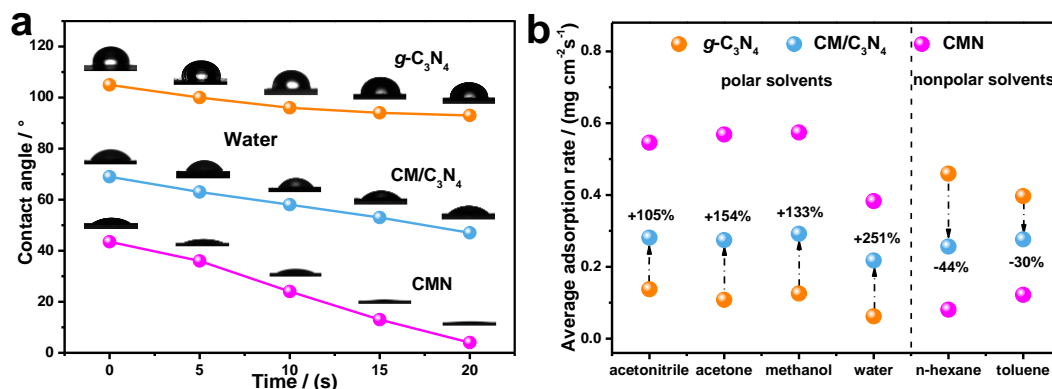 a
120
100
80
60
40
20
0
Contact angle / °
g-C₃N₄
Water
CM/C₃N₄
CMN
0 5 10 15 20
Time / (s)
b
0.8
0.6
0.4
0.2
0.0
Average adsorption rate / (mg cm⁻²s⁻¹)
g-C₃N₄ CM/C₃N₄ CMN
polar solvents nonpolar solvents
+105% +154% +133% +251% -44% -30%
acetonitrile acetone methanol water n-hexane toluene